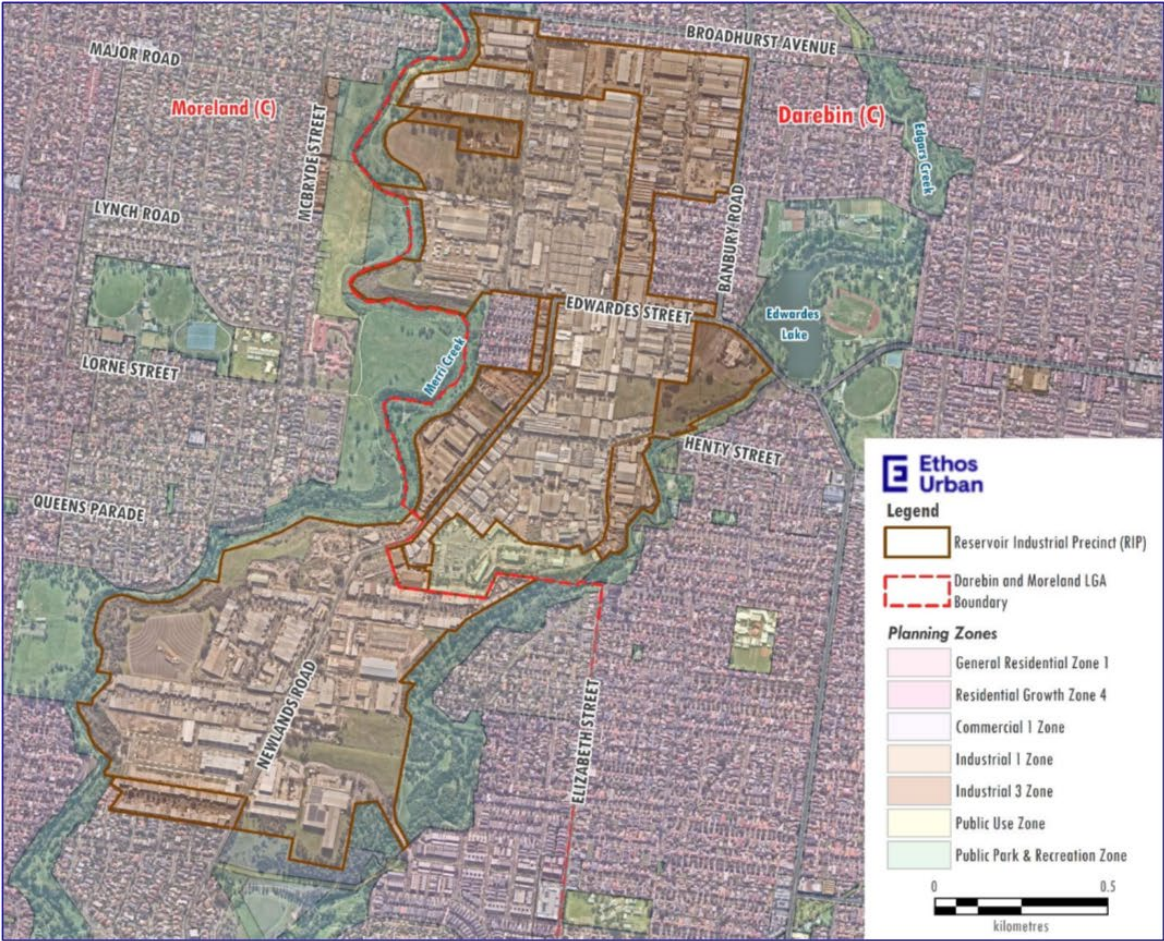 BROADHURST AVENUE
MAJOR ROAD
Moreland (C)
MCBRYDE STREET
Darebin (C)
Edgars Creek
LYNCH ROAD
BANBURY ROAD
EDWARDES STREET
Edwardes
Lake
Merri Creek
LORNE STREET
HENTY STREET
QUEENS PARADE
NEWLANDS ROAD
ELIZABETH STREET
Ethos
Urban
Legend
Reservoir Industrial Precinct (RIP)
Darebin and Moreland LGA
Boundary
Planning Zones
General Residential Zone 1
Residential Growth Zone 4
Commercial 1 Zone
Industrial 1 Zone
Industrial 3 Zone
Public Use Zone
Public Park & Recreation Zone
0 0.5
kilometres